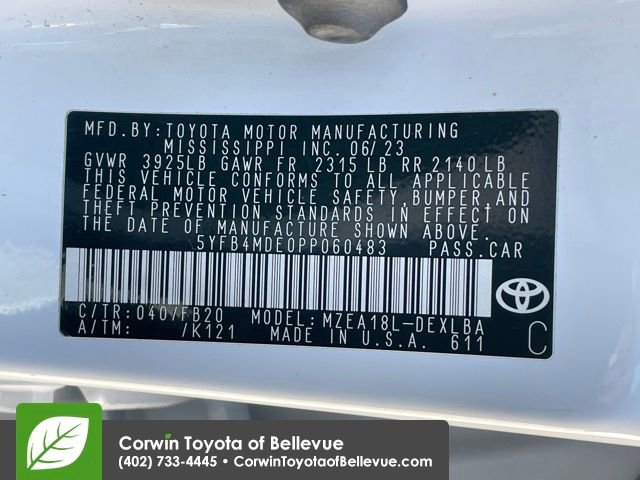 MFD.BY:TOYOTA MOTOR MANUFACTURING
MISSISSIPPI INC. 06/23
GVWR 3925LB GAWR FR 2315 LB RR 2140 LB
THIS VEHICLE CONFORMS TO ALL APPLICABLE
FEDERAL MOTOR VEHICLE SAFETY,BUMPER,AND
THEFT PREVENTION STANDARDS IN EFFECT ON
THE DATE OF MANUFACTURE SHOWN ABOVE.
5YFB4MDE0PP060483 PASS.CAR
C/TR: 040/FB20 MODEL: MZEA18L-DEXLBA
A/TM: /K121 MADE IN U.S.A. 611
C
Corwin Toyota of Bellevue
(402) 733-4445 • CorwinToyotaofBellevue.com